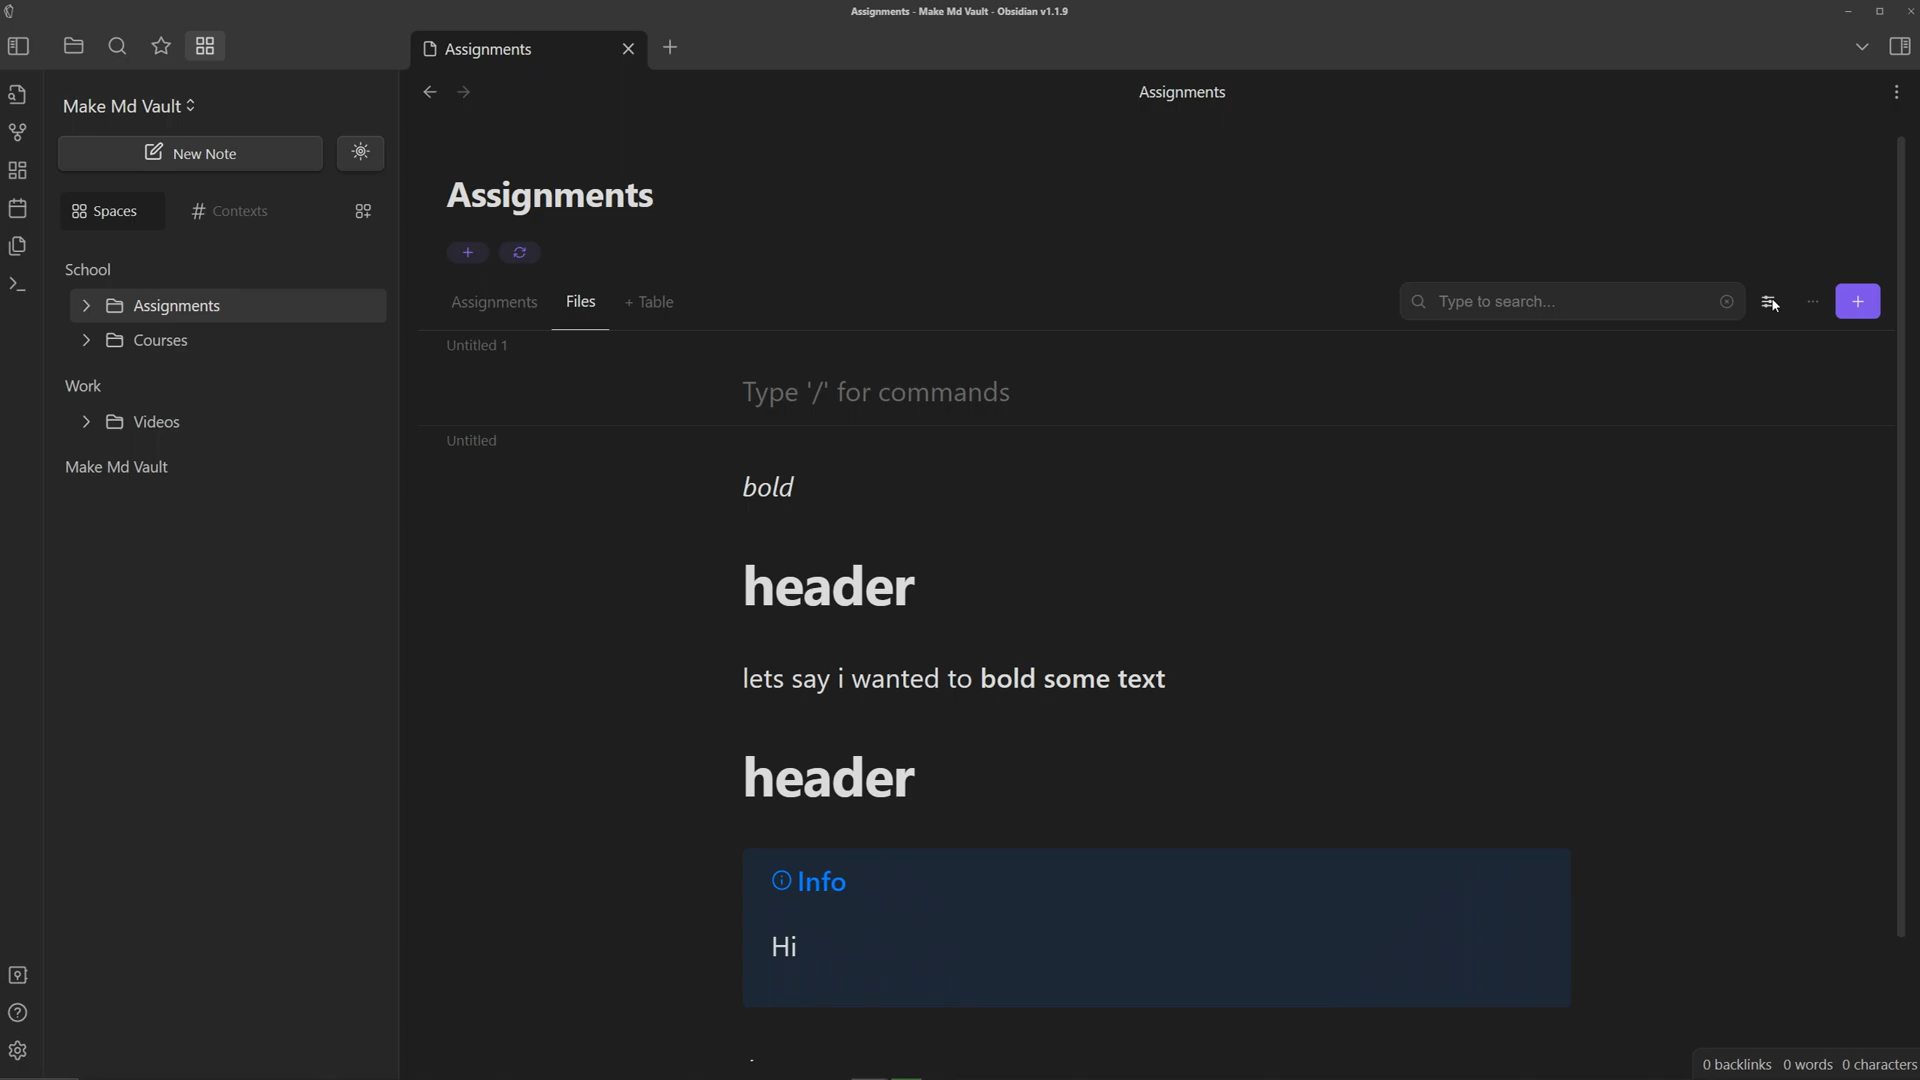 Assignments - Make Md Vault - Obsidian v1.1.9
Assignments
Make Md Vault
Assignments
New Note
Assignments
Spaces
Contexts
School
Assignments
Files
+ Table
Type to search...
Assignments
Courses
Untitled 1
Work
Type '/' for commands
Videos
Untitled
Make Md Vault
bold
header
lets say i wanted to bold some text
header
Info
Hi
0 backlinks 0 words 0 characters